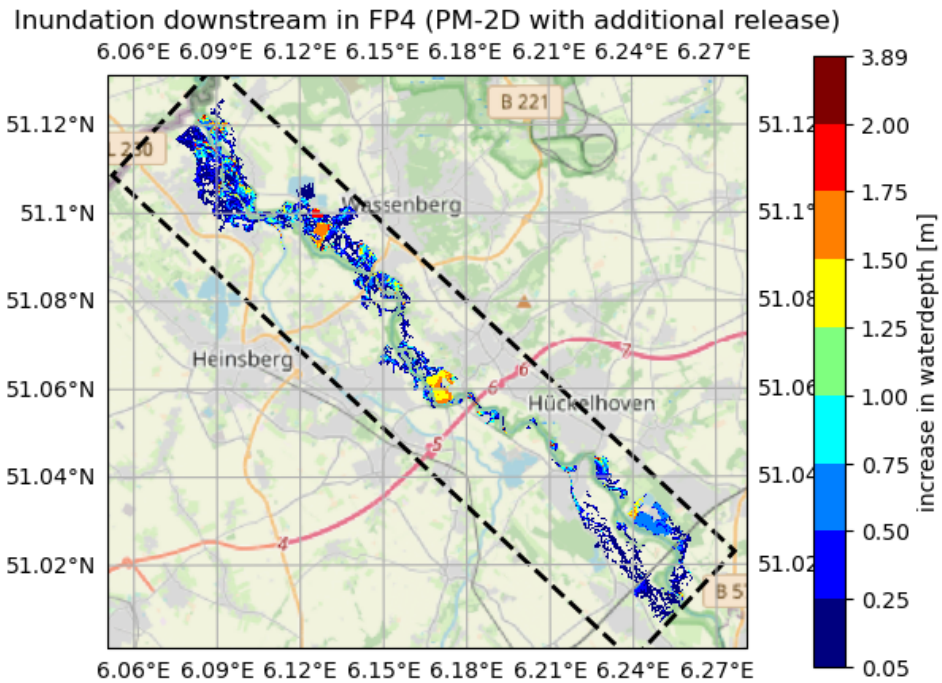 Inundation downstream in FP4 (PM-2D with additional release)
6.06°E 6.09°E 6.12°E 6.15°E 6.18°E 6.21°E 6.24°E 6.27°E
3.89
B 221
51.12°N
51.12
L 230
2.00
Wassenberg
51.1°N
51.1°
1.75
1.50
51.08°N
51.08
1.25
7
Heinsberg
6
51.06°N
6
51.06
1.00
Hückelhoven
5
0.75
51.04°N
51.04
0.50
4
51.02°N
51.02
B 57
0.25
0.05
increase in waterdepth [m]
6.06°E 6.09°E 6.12°E 6.15°E 6.18°E 6.21°E 6.24°E 6.27°E